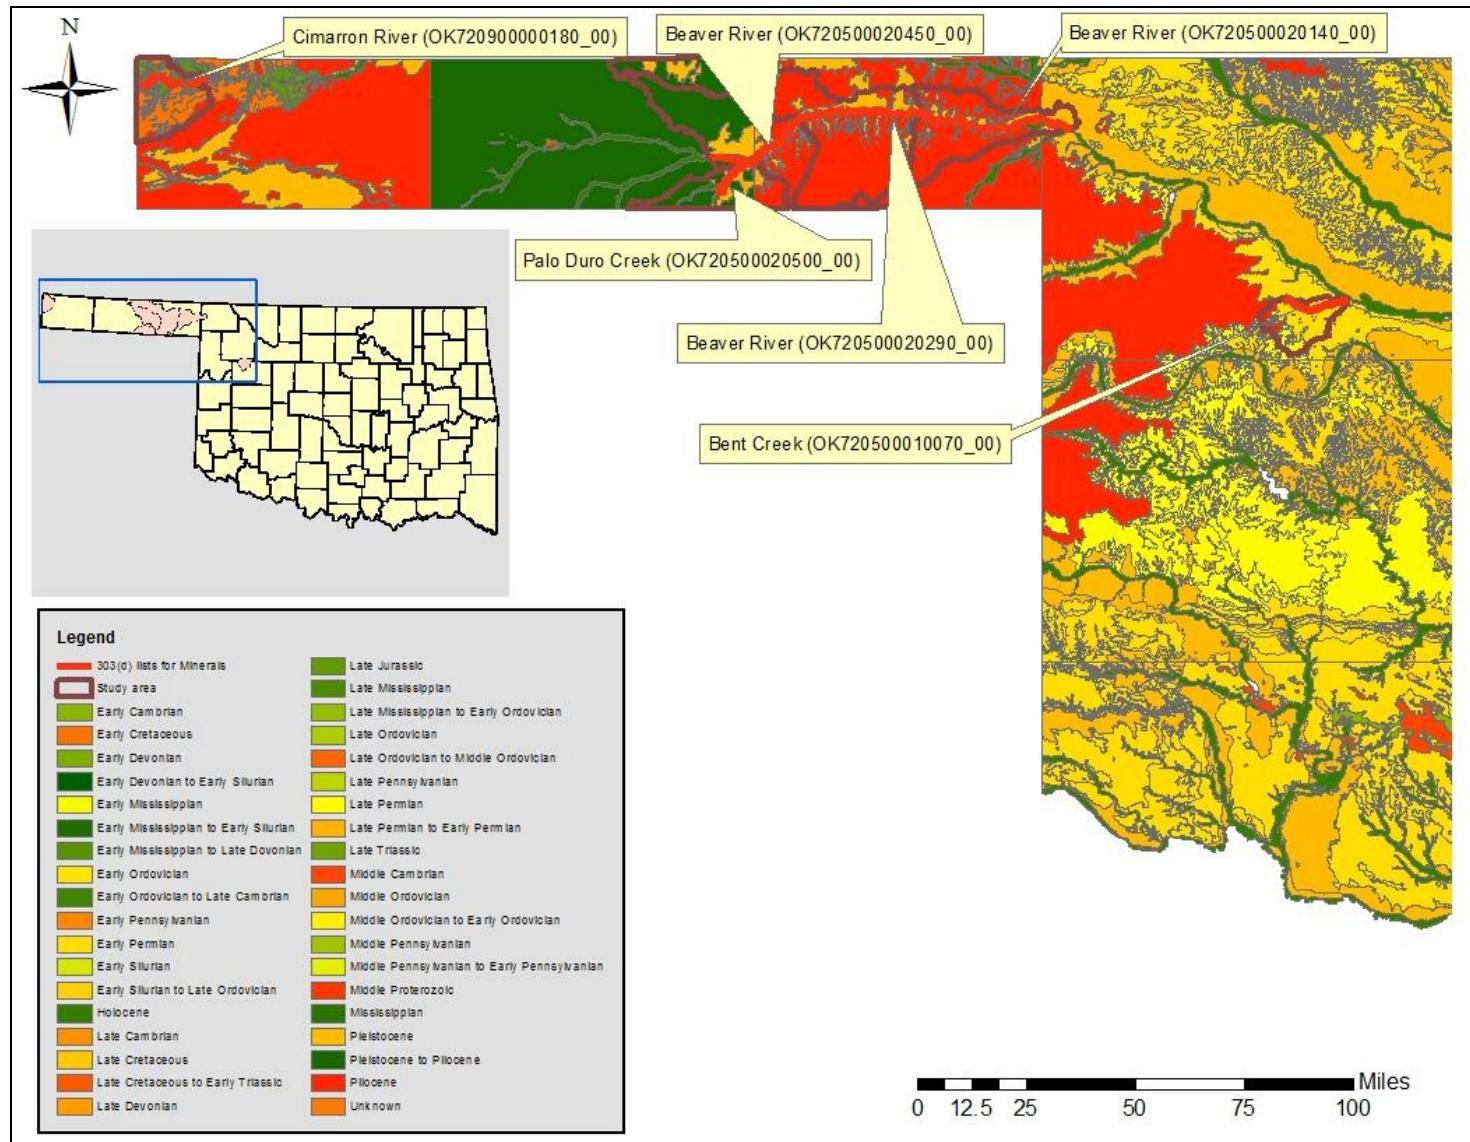 N
Cimarron River (OK720900000180_00)
Beaver River (OK720500020450_00)
Beaver River (OK720500020140_00)
Palo Duro Creek (OK720500020500_00)
Beaver River (OK720500020290_00)
Bent Creek (OK720500010070_00)
Legend
303(d) lists for Minerals
Study area
Early Cambrian
Early Cretaceous
Early Devonian
Early Devonian to Early Silurian
Early Mississippian
Early Mississippian to Early Silurian
Early Mississippian to Late Dovonian
Early Ordovician
Early Ordovician to Late Cambrian
Early Pennsylvanian
Early Permian
Early Silurian
Early Silurian to Late Ordovician
Holocene
Late Cambrian
Late Cretaceous
Late Cretaceous to Early Triassic
Late Devonian
Late Jurassic
Late Mississippian
Late Mississippian to Early Ordovician
Late Ordovician
Late Ordovician to Middle Ordovician
Late Pennsylvanian
Late Permian
Late Permian to Early Permian
Late Triassic
Middle Cambrian
Middle Ordovician
Middle Ordovician to Early Ordovician
Middle Pennsylvanian
Middle Pennsylvanian to Early Pennsylvanian
Middle Proterozoic
Mississippian
Pleistocene
Pleistocene to Pliocene
Pliocene
Unknown
Miles
0 12.5 25 50 75 100